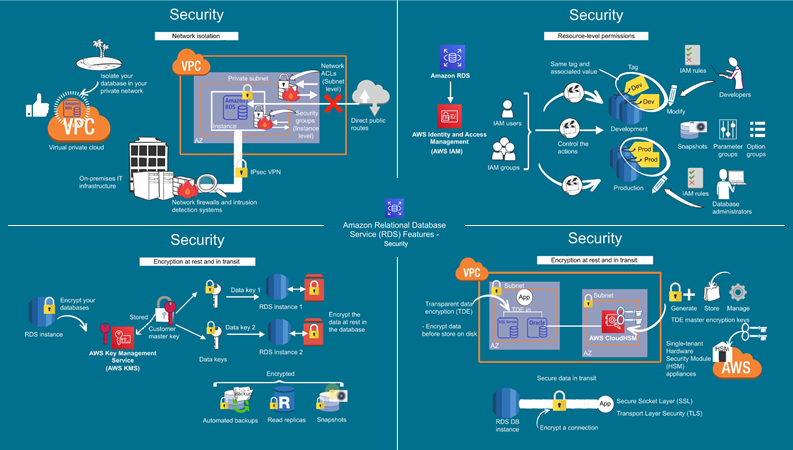 Security
Network isolation
Isolate your
database in your
private network
VPC
Virtual private cloud
VPC
Private subnet
Amazon
RDS
Instance
AZ
Network
ACLs
(Subnet
level)
Security
groups
(Instance
level)
Direct public
routes
IPsec VPN
On-premises IT
infrastructure
Network firewalls and intrusion
detection systems
Security
Resource-level permissions
Amazon RDS
AWS Identity and Access
Management
(AWS IAM)
IAM users
IAM groups
Control the
actions
Same tag and
associated value
Tag
Dev
Dev
Development
Modify
IAM rules
Developers
Snapshots
Parameter
groups
Option
groups
Prod
Prod
Production
IAM rules
Database
administrators
Amazon Relational Database
Service (RDS) Features -
Security
Security
Encryption at rest and in transit
Encrypt your
databases
RDS instance
Stored
Customer
master key
AWS Key Management
Service
(AWS KMS)
Data key 1
RDS instance 1
Data key 2
RDS instance 2
Data keys
Encrypt the
data at rest in
the database
Encrypted
Backup
Automated backups
R
Read replicas
Snapshots
Security
Encryption at rest and in transit
VPC
Subnet
App
Transparent data
encryption (TDE)
TDE in
- Encrypt data
before store on disk
SQL Server
Oracle
AZ
Subnet
AWS CloudHSM
AZ
Generate
Store
Manage
TDE master encryption keys
Single-tenant
Hardware
Security Module
(HSM)
appliances
HSM
AWS
Secure data in transit
RDS DB
instance
App
Secure Socket Layer (SSL)
Transport Layer Security (TLS)
Encrypt a connection